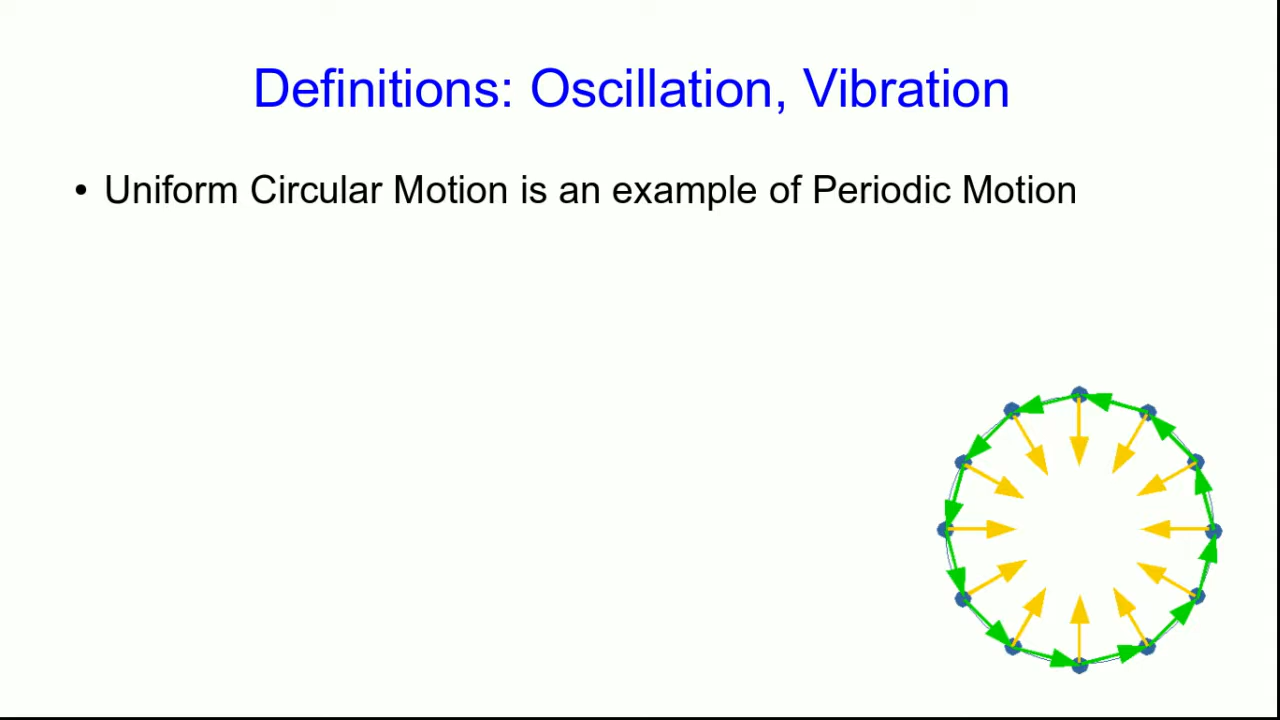 Definitions: Oscillation, Vibration
• Uniform Circular Motion is an example of Periodic Motion